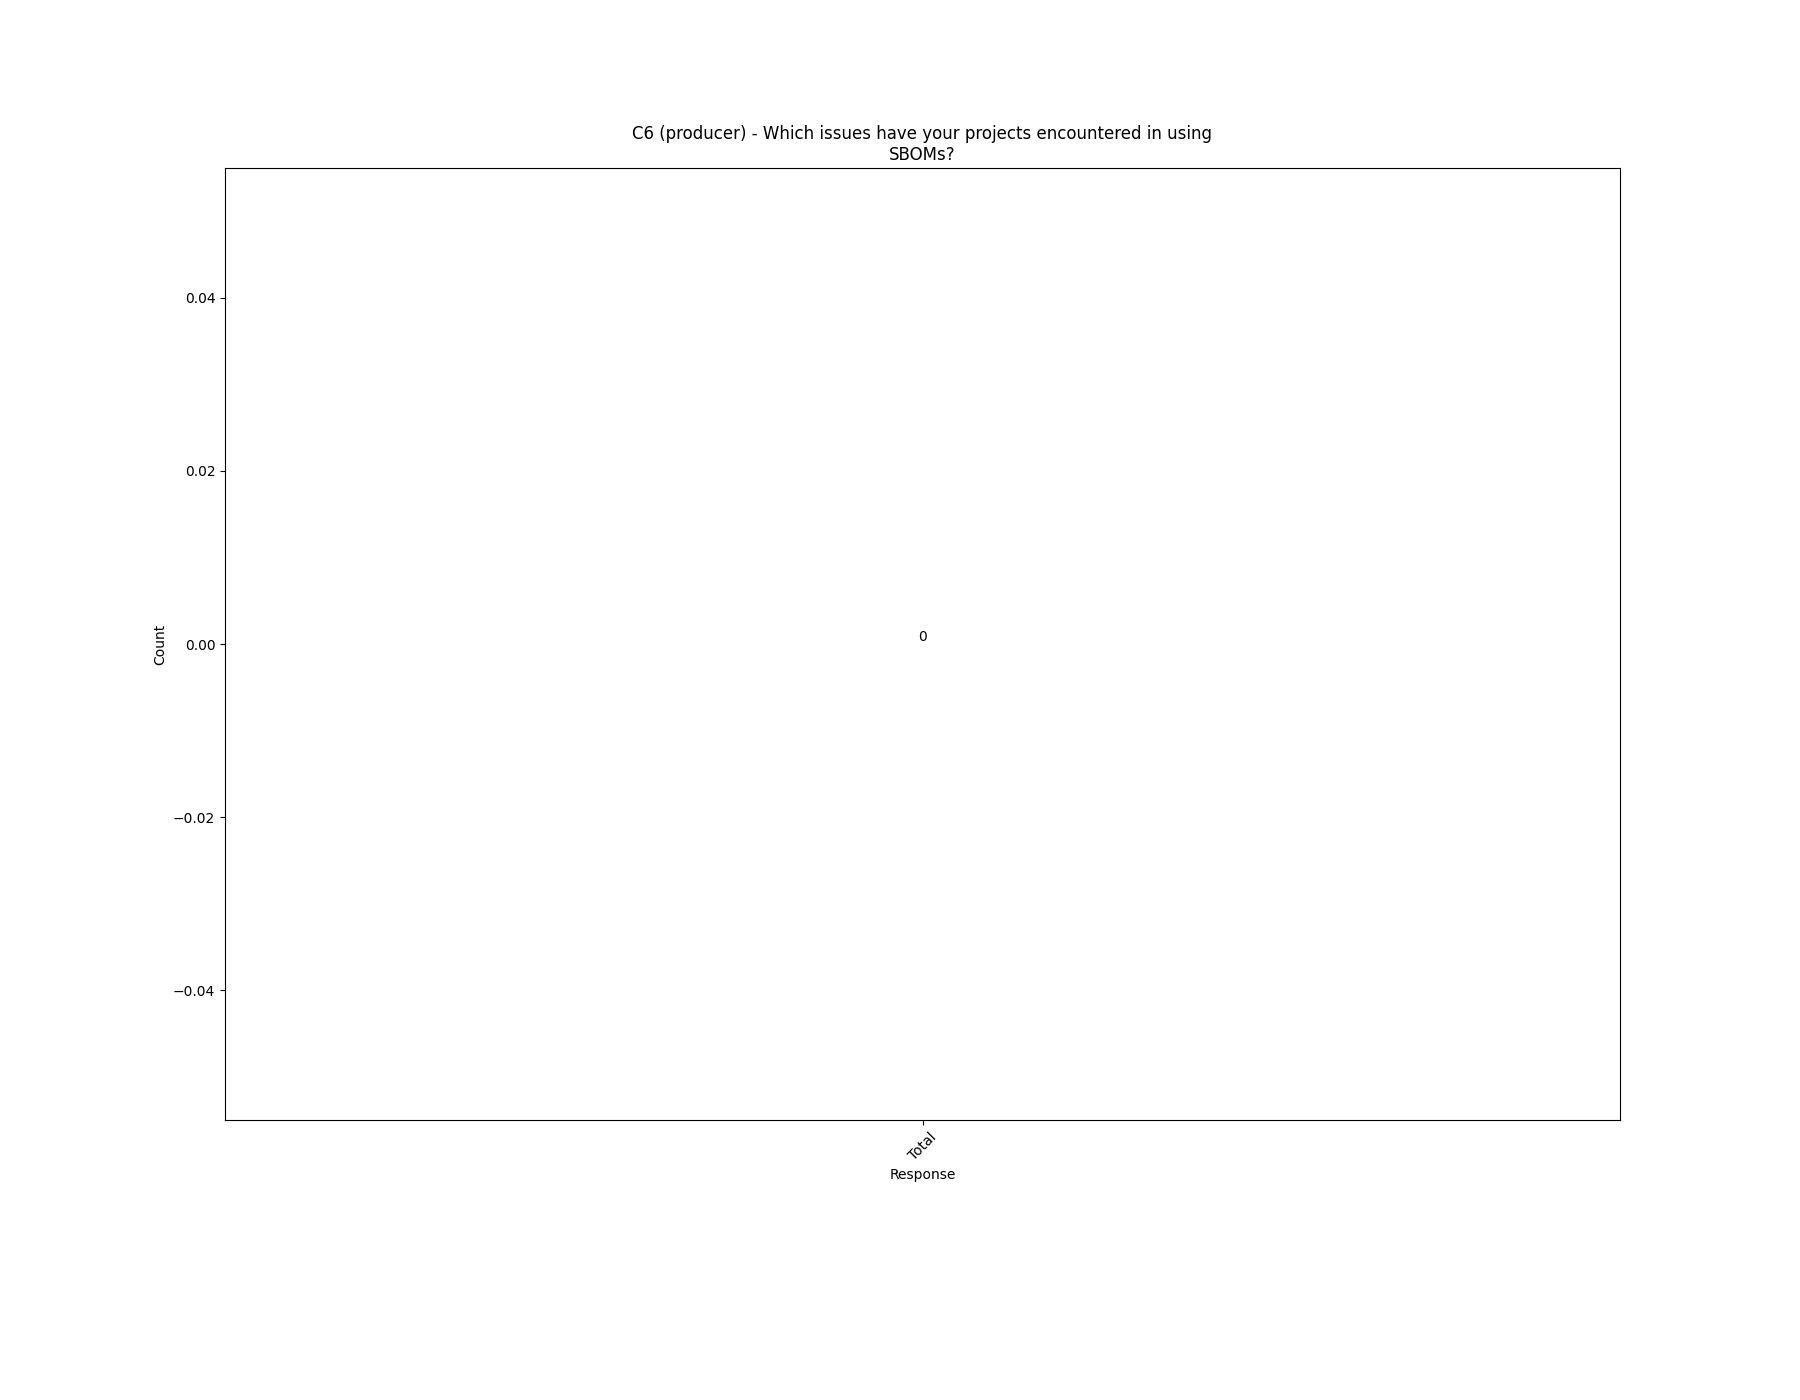 C6 (producer) - Which issues have your projects encountered in using
SBOMs?
0.04
0.02
0.00
−0.02
−0.04
Count
0
Total
Response